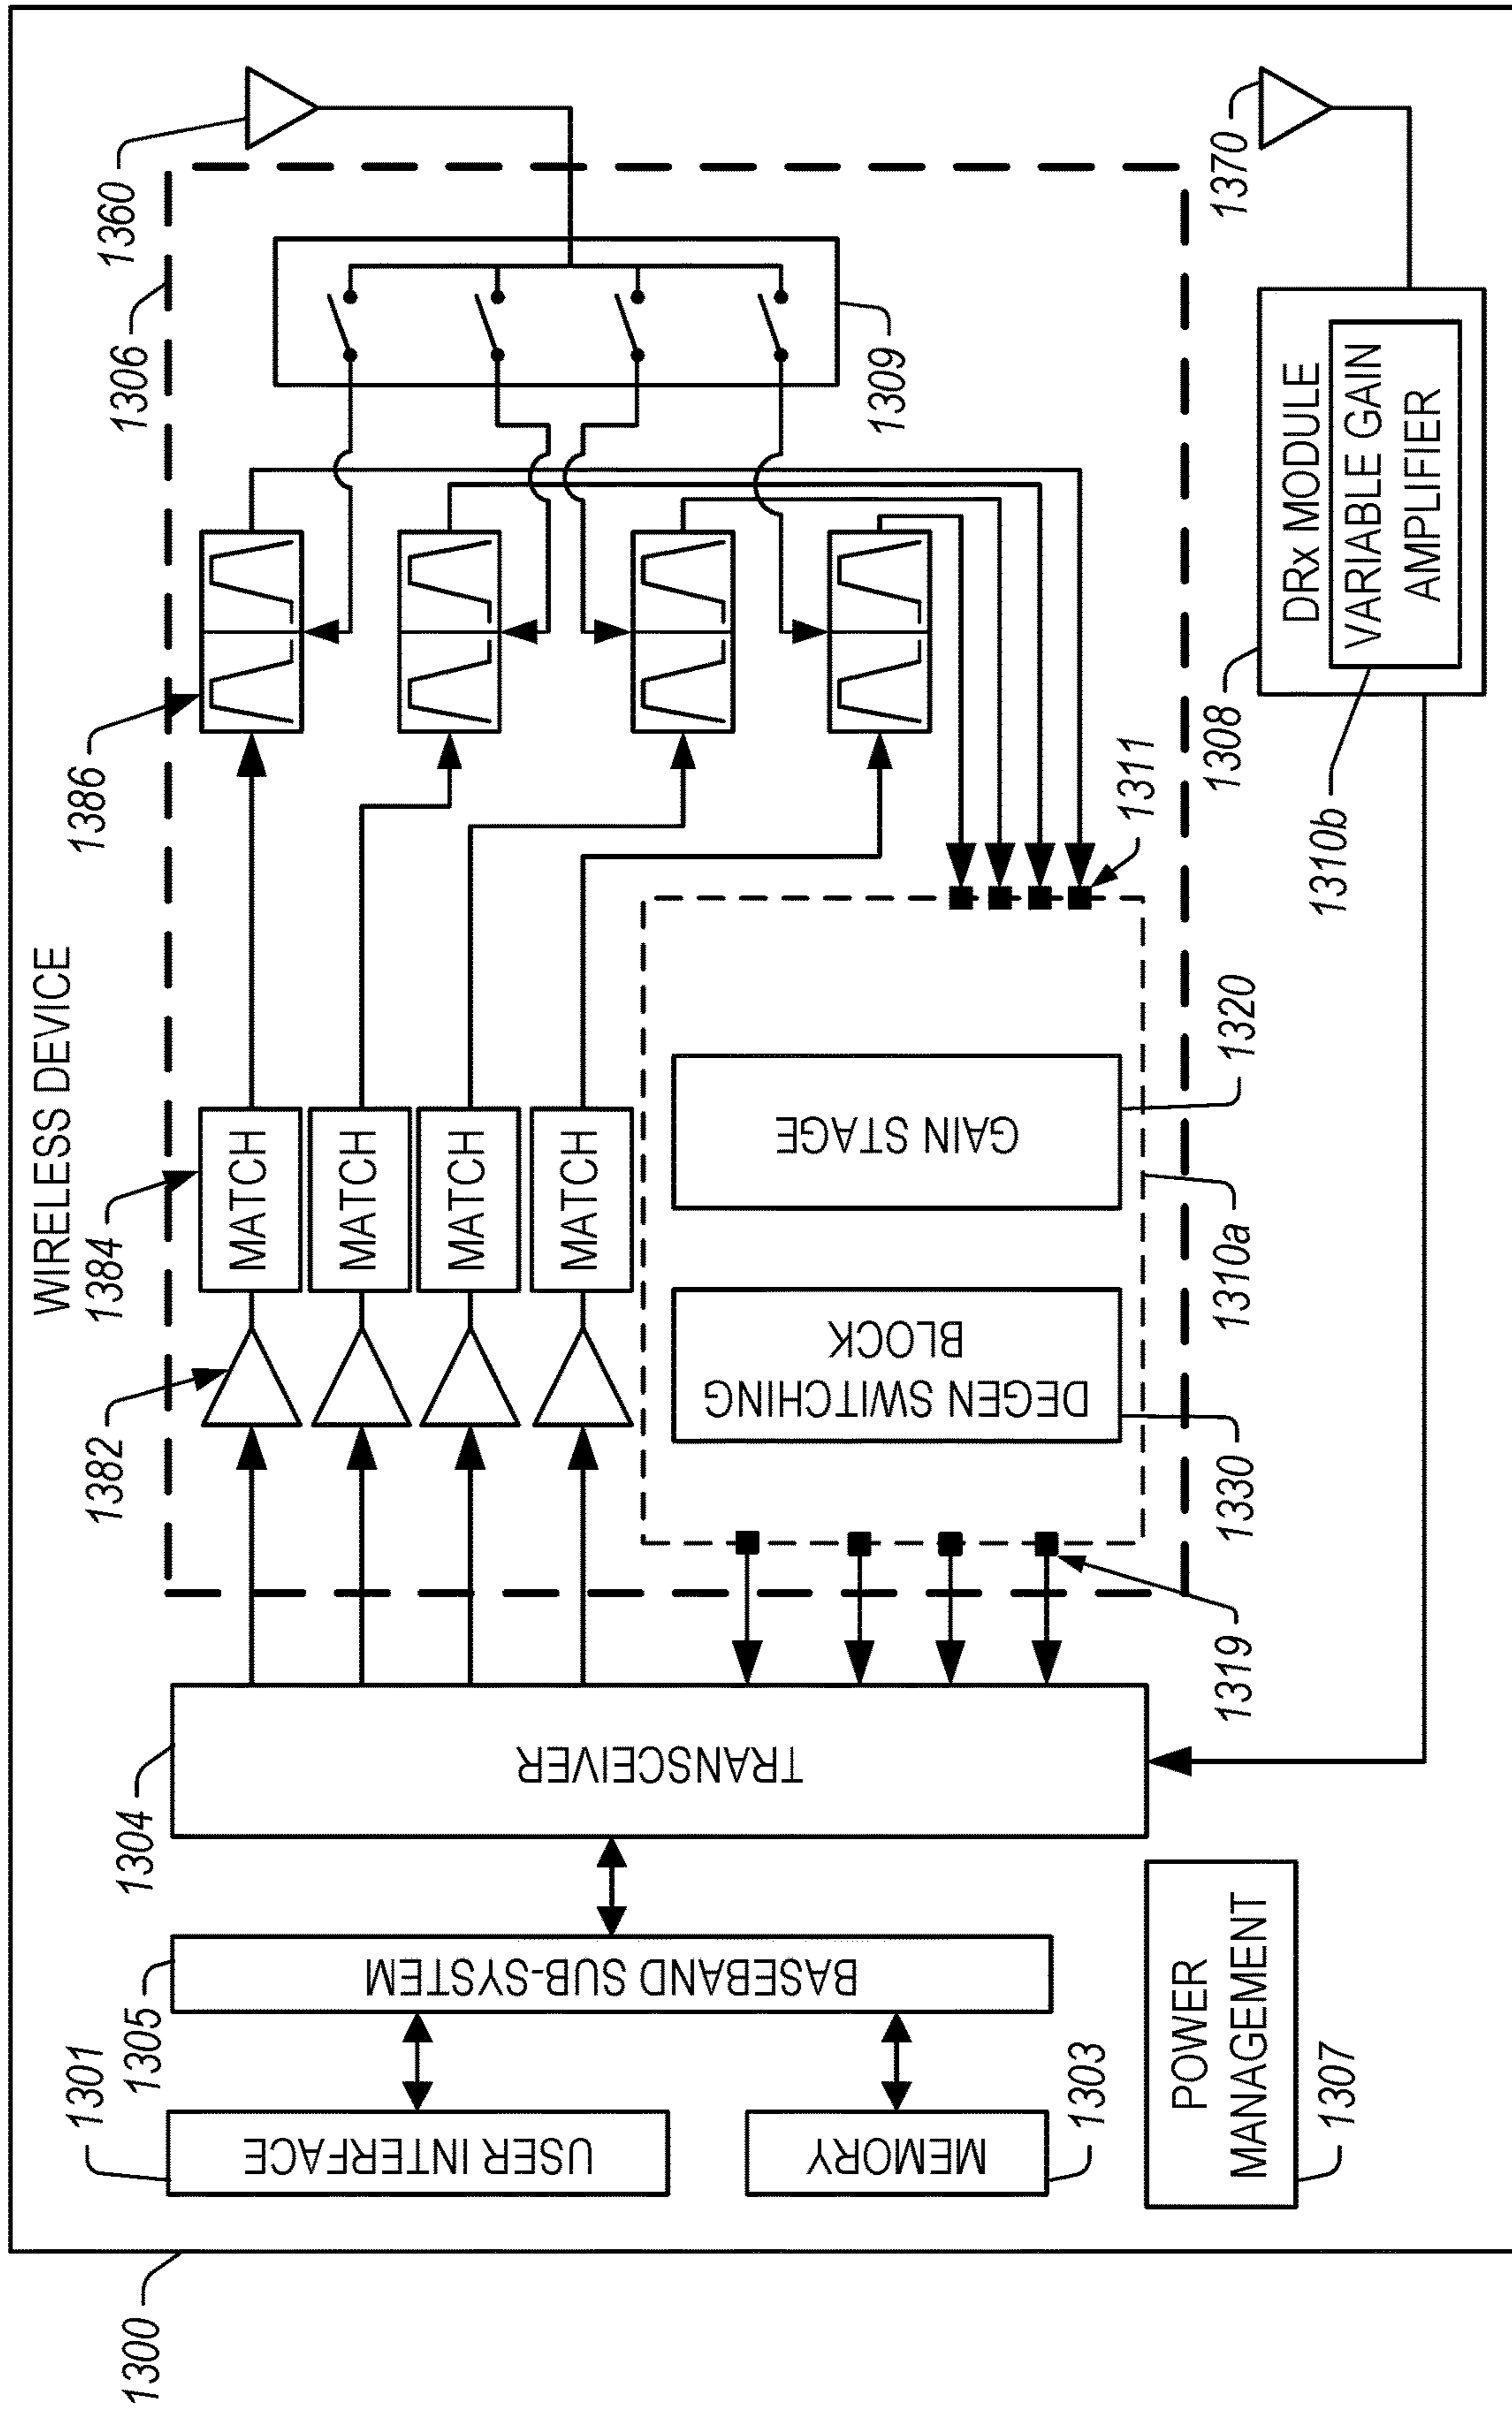 WIRELESS DEVICE
1300
1301
USER INTERFACE
1303
MEMORY
1305
BASEBAND SUB-SYSTEM
1304
TRANSCEIVER
1307
POWER
MANAGEMENT
1382
1384
MATCH
MATCH
MATCH
MATCH
1386
1306
1360
1309
1311
1319
1330
DEGEN SWITCHING
BLOCK
1310a
1320
GAIN STAGE
1308
DRx MODULE
VARIABLE GAIN
AMPLIFIER
1310b
1370